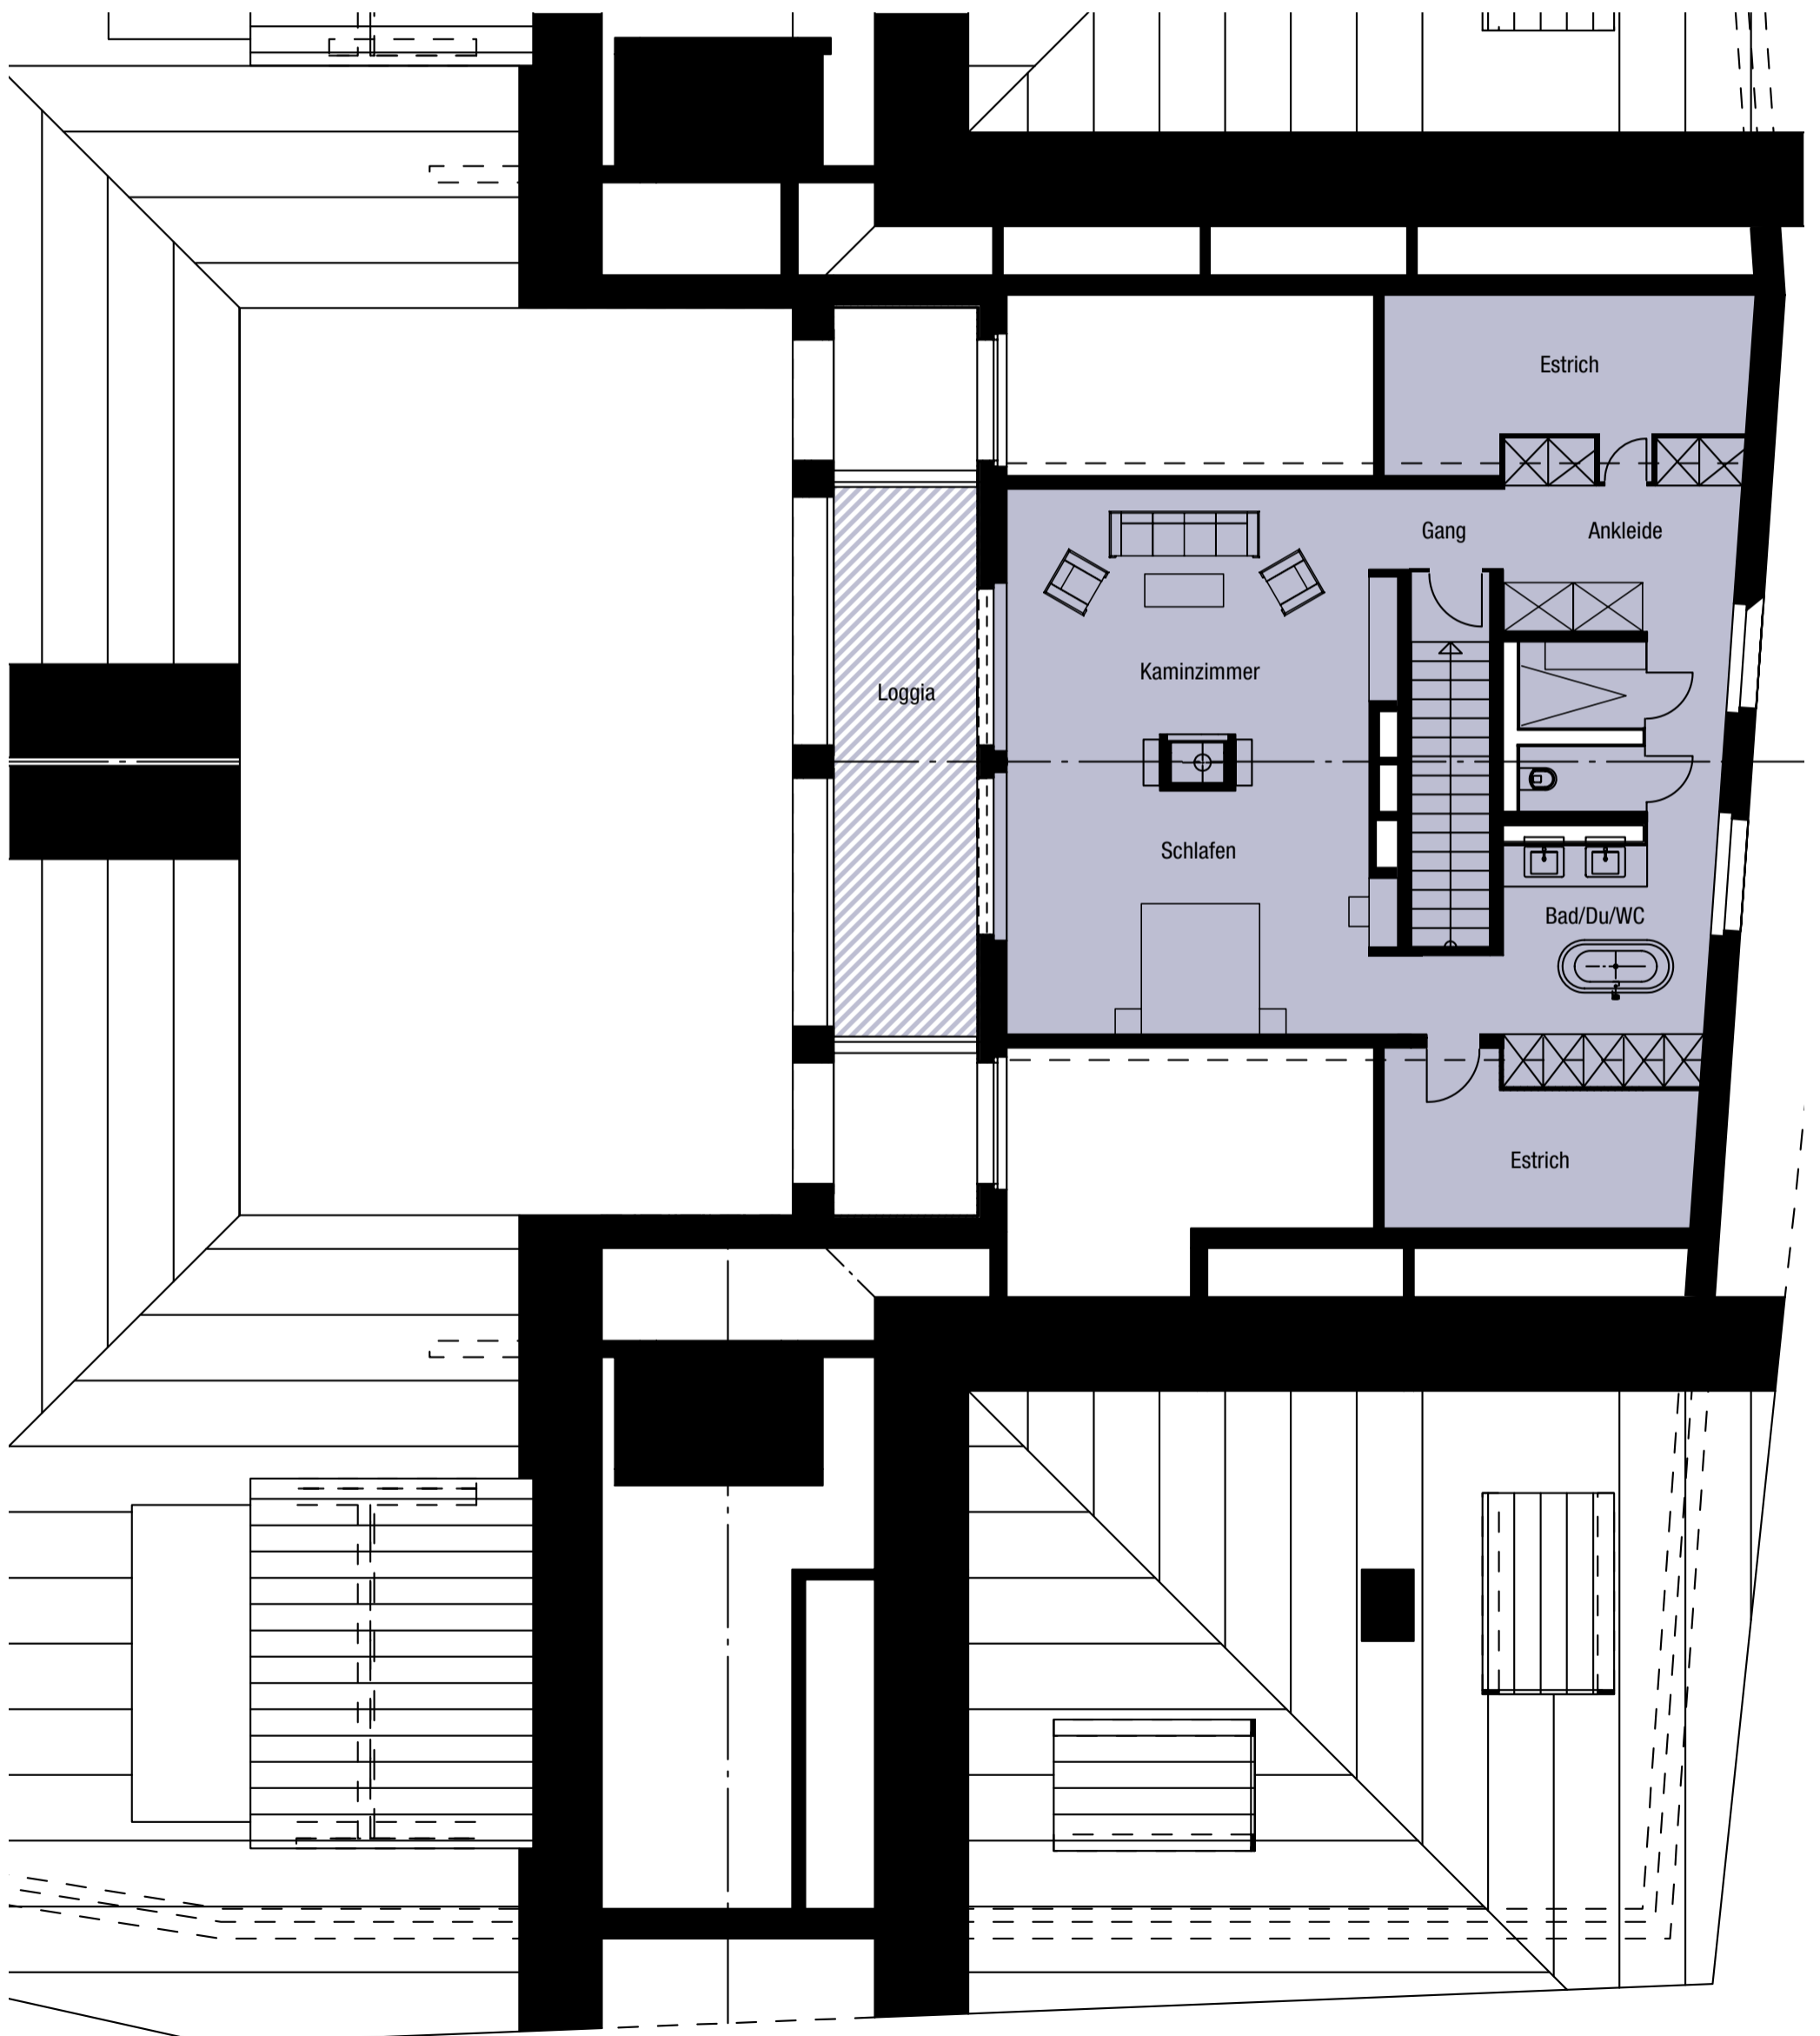 Estrich
Gang
Ankleide
Kaminzimmer
Loggia
Schlafen
Bad/Du/WC
Estrich